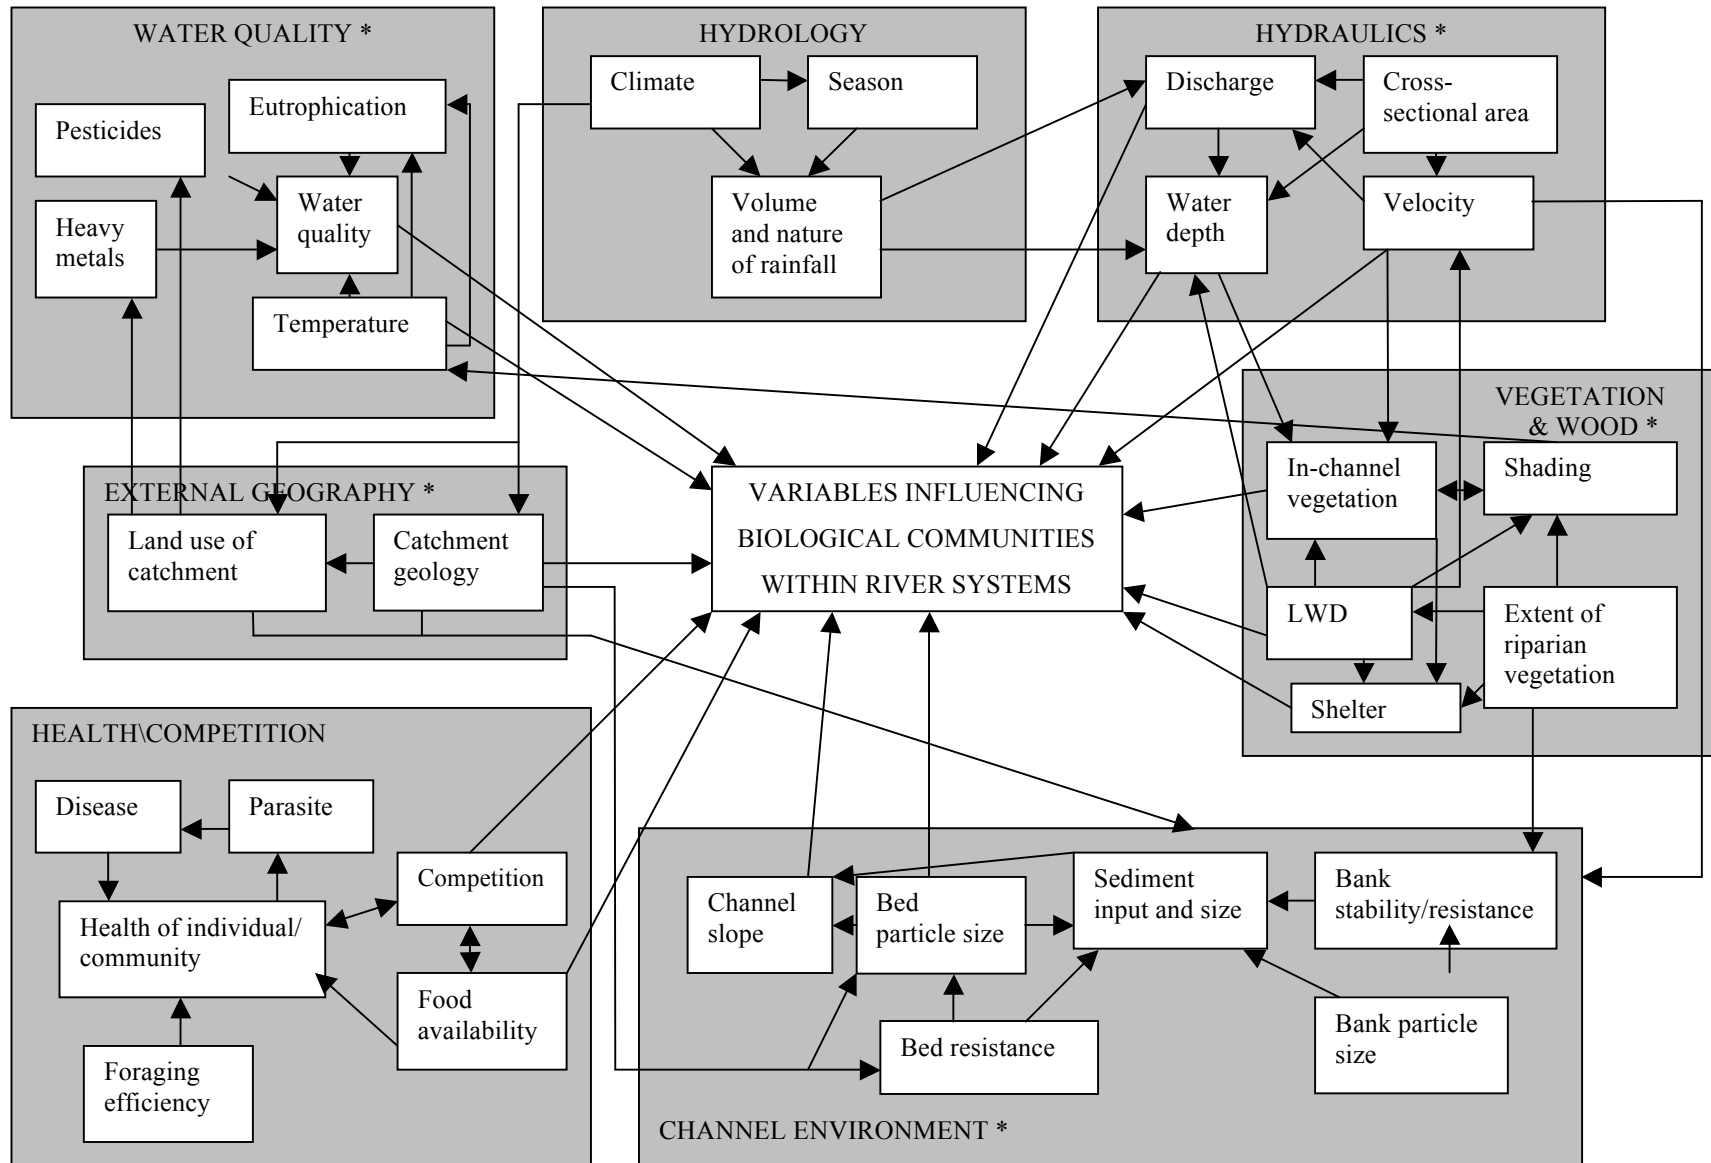 WATER QUALITY *
Eutrophication
Pesticides
Water
quality
Heavy
metals
Temperature
HYDROLOGY
Climate
Season
Volume
and nature
of rainfall
HYDRAULICS *
Discharge
Cross-
sectional area
Water
depth
Velocity
VEGETATION
& WOOD *
In-channel
vegetation
Shading
LWD
Extent of
riparian
vegetation
Shelter
EXTERNAL GEOGRAPHY *
Land use of
catchment
Catchment
geology
VARIABLES INFLUENCING
BIOLOGICAL COMMUNITIES
WITHIN RIVER SYSTEMS
HEALTH\COMPETITION
Disease
Parasite
Competition
Health of individual/
community
Food
availability
Foraging
efficiency
Channel
slope
Bed
particle size
Sediment
input and size
Bank
stability/resistance
Bed resistance
Bank particle
size
CHANNEL ENVIRONMENT *